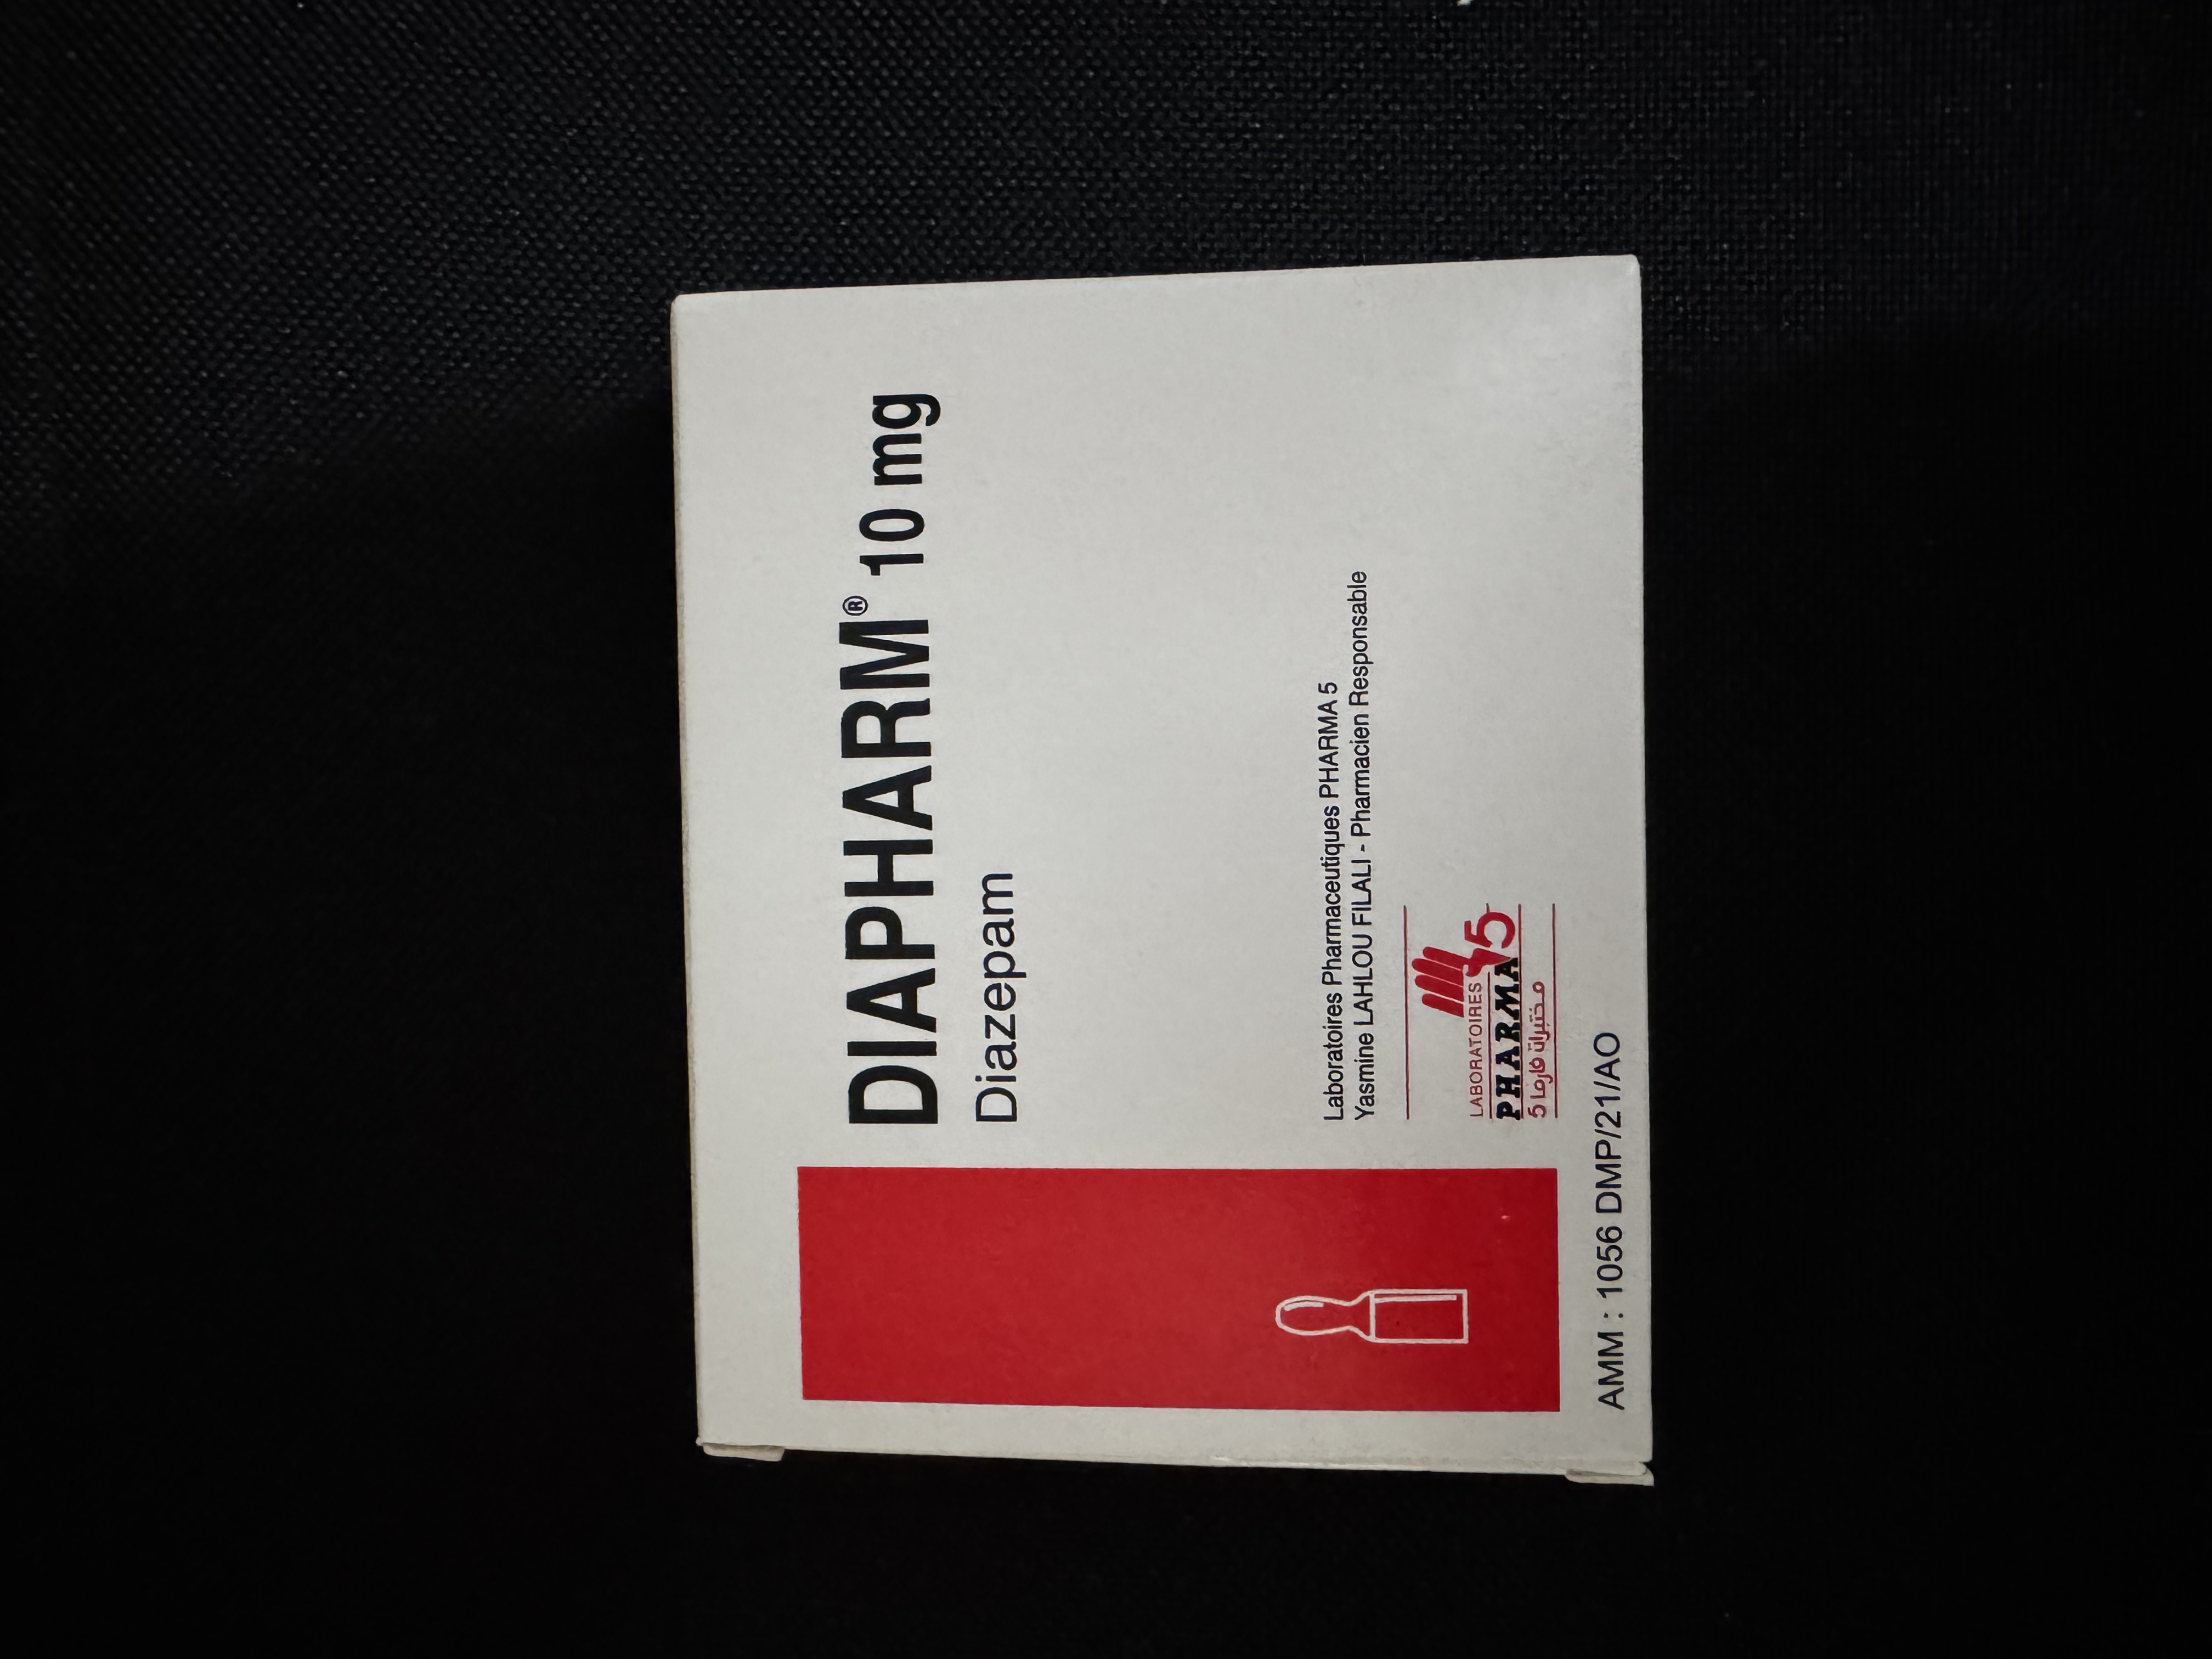 DIAPHARM® 10 mg
Diazepam
Laboratoires Pharmaceutiques PHARMA 5
Yasmine LAHLOU FILALI - Pharmacien Responsable
LABORATOIRES
PHARMA 5
مختبرات فارما 5
AMM : 1056 DMP/21/AO